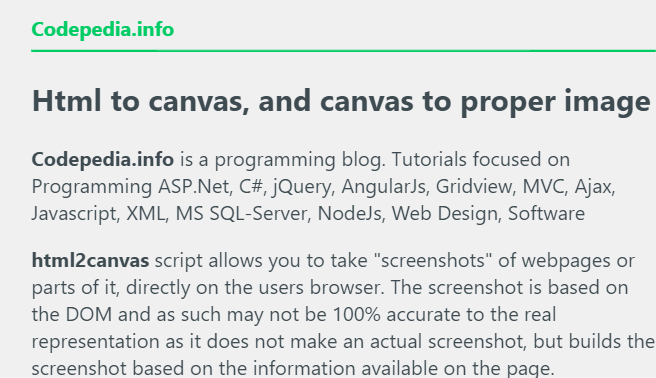 Codepedia.info
Html to canvas, and canvas to proper image
Codepedia.info is a programming blog. Tutorials focused on
Programming ASP.Net, C#, jQuery, AngularJs, Gridview, MVC, Ajax,
Javascript, XML, MS SQL-Server, NodeJs, Web Design, Software
html2canvas script allows you to take "screenshots" of webpages or
parts of it, directly on the users browser. The screenshot is based on
the DOM and as such may not be 100% accurate to the real
representation as it does not make an actual screenshot, but builds the
screenshot based on the information available on the page.